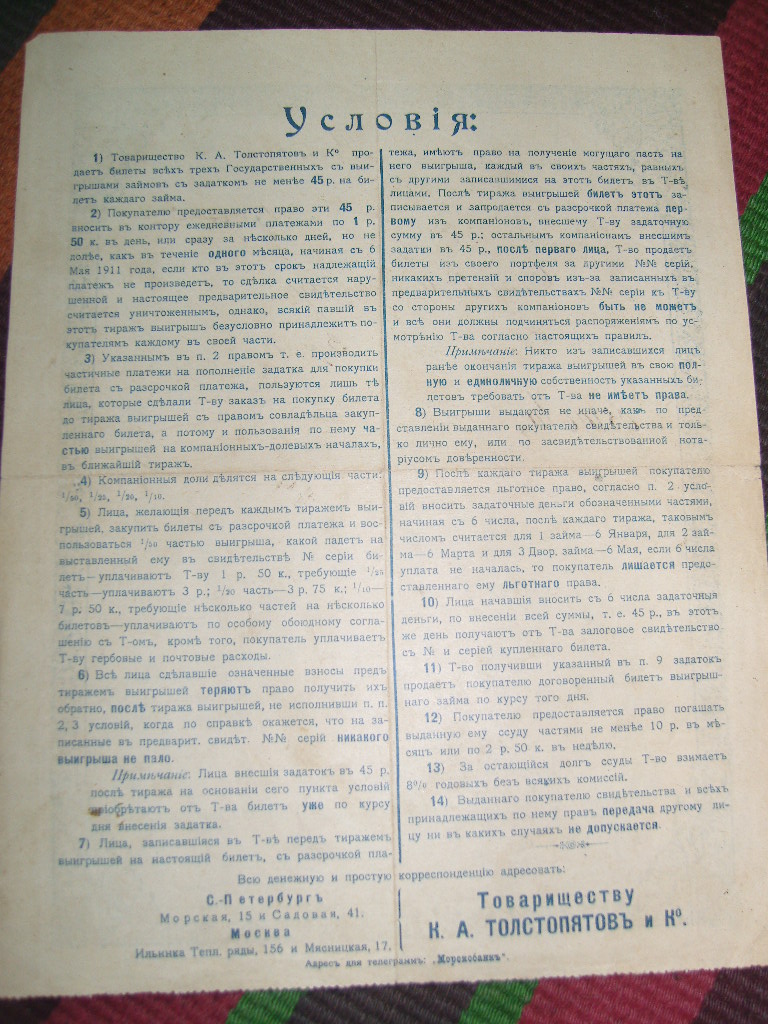 Условія:
1) Товарищество К. А. Толстопятовъ и К° про-
даетъ билеты всѣхъ трехъ Государственныхъ съ выи-
грышами займовъ съ задаткомъ не менѣе 45 р. на би-
летъ каждаго займа.
2) Покупателю предоставляется право эти 45 р.
вносить въ контору ежедневными платежами по 1 р.
50 к. въ день, или сразу за нѣсколько дней, но не
долѣе, какъ въ теченіе одного мѣсяца, начиная съ 6
Мая 1911 года, если кто въ этотъ срокъ надлежащій
платежъ не произведетъ, то сдѣлка считается нару-
шенной и настоящее предварительное свидѣтельство
считается уничтоженнымъ, однако, всякій павшій въ
этотъ тиражъ выигрышъ безусловно принадлежитъ по-
купателямъ каждому въ своей части.
3) Указаннымъ въ п. 2 правомъ т. е. производить
частичные платежи на пополненіе задатка для покупки
билета съ разсрочкой платежа, пользуются лишь тѣ
лица, которые сдѣлали Т-ву заказъ на покупку билета
до тиража выигрышей съ правомъ совладѣльца закуп-
леннаго билета, а потому и пользованія по нему ча-
стью выигрышей на компаніонныхъ-долевыхъ началахъ,
въ ближайшій тиражъ.
4) Компаніонныя доли дѣлятся на слѣдующія части:
1/50, 1/25, 1/20, 1/10.
5) Лица, желающія передъ каждымъ тиражемъ выи-
грышей, закупить билеты съ разсрочкой платежа и вос-
пользоваться 1/50 частью выигрыша, какой падетъ на
выставленный ему въ свидѣтельствѣ № серіи би-
летъ—уплачиваютъ Т-ву 1 р. 50 к., требующіе 1/25
часть—уплачиваютъ 3 р.; 1/20 часть—3 р. 75 к.; 1/10—
7 р. 50 к., требующіе нѣсколько частей на нѣсколько
билетовъ—уплачиваютъ по особому обоюдному согла-
шенію съ Т-омъ, кромѣ того, покупатель уплачиваетъ
Т-ву гербовые и почтовые расходы.
6) Всѣ лица сдѣлавшіе означенные взносы предъ
тиражемъ выигрышей теряютъ право получить ихъ
обратно, послѣ тиража выигрышей, не исполнивши п. п.
2, 3 условій, когда по справкѣ окажется, что на за-
писанные въ предварит. свидѣт. №№ серій никакого
выигрыша не пало.
Примѣчаніе: Лица внесшія задатокъ въ 45 р.
послѣ тиража на основаніи сего пункта условій
пріобрѣтаютъ отъ Т-ва билетъ уже по курсу
дня внесенія задатка.
7) Лица, записавшіяся въ Т-вѣ передъ тиражемъ
выигрышей на настоящій билетъ, съ разсрочкой пла-
тежа, имѣютъ право на полученіе могущаго пасть на
него выигрыша, каждый въ своихъ частяхъ, равныхъ
съ другими записавшимися на этотъ билетъ въ Т-вѣ
лицами. Послѣ тиража выигрышей билетъ этотъ за-
писывается и запродается съ разсрочкой платежа пер-
вому изъ компаніоновъ, внесшему Т-ву задаточную
сумму въ 45 р.; остальнымъ компаніонамъ внесшимъ
задатки въ 45 р., послѣ перваго лица, Т-во продаетъ
билеты изъ своего портфеля за другими №№ серій,
никакихъ претензій и споровъ изъ-за записанныхъ въ
предварительныхъ свидѣтельствахъ №№ серіи къ Т-ву
со стороны другихъ компаніоновъ быть не можетъ
и всѣ они должны подчиняться распоряженіямъ по ус-
мотрѣнію Т-ва согласно настоящихъ правилъ.
Примѣчаніе: Никто изъ записавшихся лицъ
ранѣе окончанія тиража выигрышей въ свою пол-
ную и единоличную собственность указанныхъ би-
летовъ требовать отъ Т-ва не имѣетъ права.
8) Выигрыши выдаются не иначе, какъ по пред-
ставленіи выданнаго покупателю свидѣтельства и толь-
ко лично ему, или по засвидѣтельствованной нота-
ріусомъ довѣренности.
9) Послѣ каждаго тиража выигрышей покупателю
предоставляется льготное право, согласно п. 2 усло-
вій вносить задаточныя деньги обозначенными частями,
начиная съ 6 числа, послѣ каждаго тиража, таковымъ
числомъ считается для 1 займа—6 Января, для 2 зай-
ма—6 Марта и для 3 Двор. займа—6 Мая, если 6 числа
уплата не началась, то покупатель лишается предо-
ставленнаго ему льготнаго права.
10) Лица начавшія вносить съ 6 числа задаточныя
деньги, по внесеніи всей суммы, т. е. 45 р., въ этотъ
же день получаютъ отъ Т-ва залоговое свидѣтельство
съ № и серіей купленнаго билета.
11) Т-во получивши указанный въ п. 9 задатокъ
продаетъ покупателю договоренный билетъ выигрыш-
наго займа по курсу того дня.
12) Покупателю предоставляется право погашать
выданную ему ссуду частями не менѣе 10 р. въ мѣ-
сяцъ или по 2 р. 50 к. въ недѣлю.
13) За остающійся долгъ ссуды Т-во взимаетъ
8% годовыхъ безъ всякихъ комиссій.
14) Выданнаго покупателю свидѣтельства и всѣхъ
принадлежащихъ по нему правъ передача другому ли-
цу ни въ какихъ случаяхъ не допускается.
Всю денежную и простую корреспонденцію адресовать:
С.-Петербургъ
Морская, 15 и Садовая, 41.
Москва
Ильинка Тепл. ряды, 156 и Мясницкая, 17.
Товариществу
К. А. ТОЛСТОПЯТОВЪ и К°.
Адресъ для телеграммъ: „Морскобанкъ“.